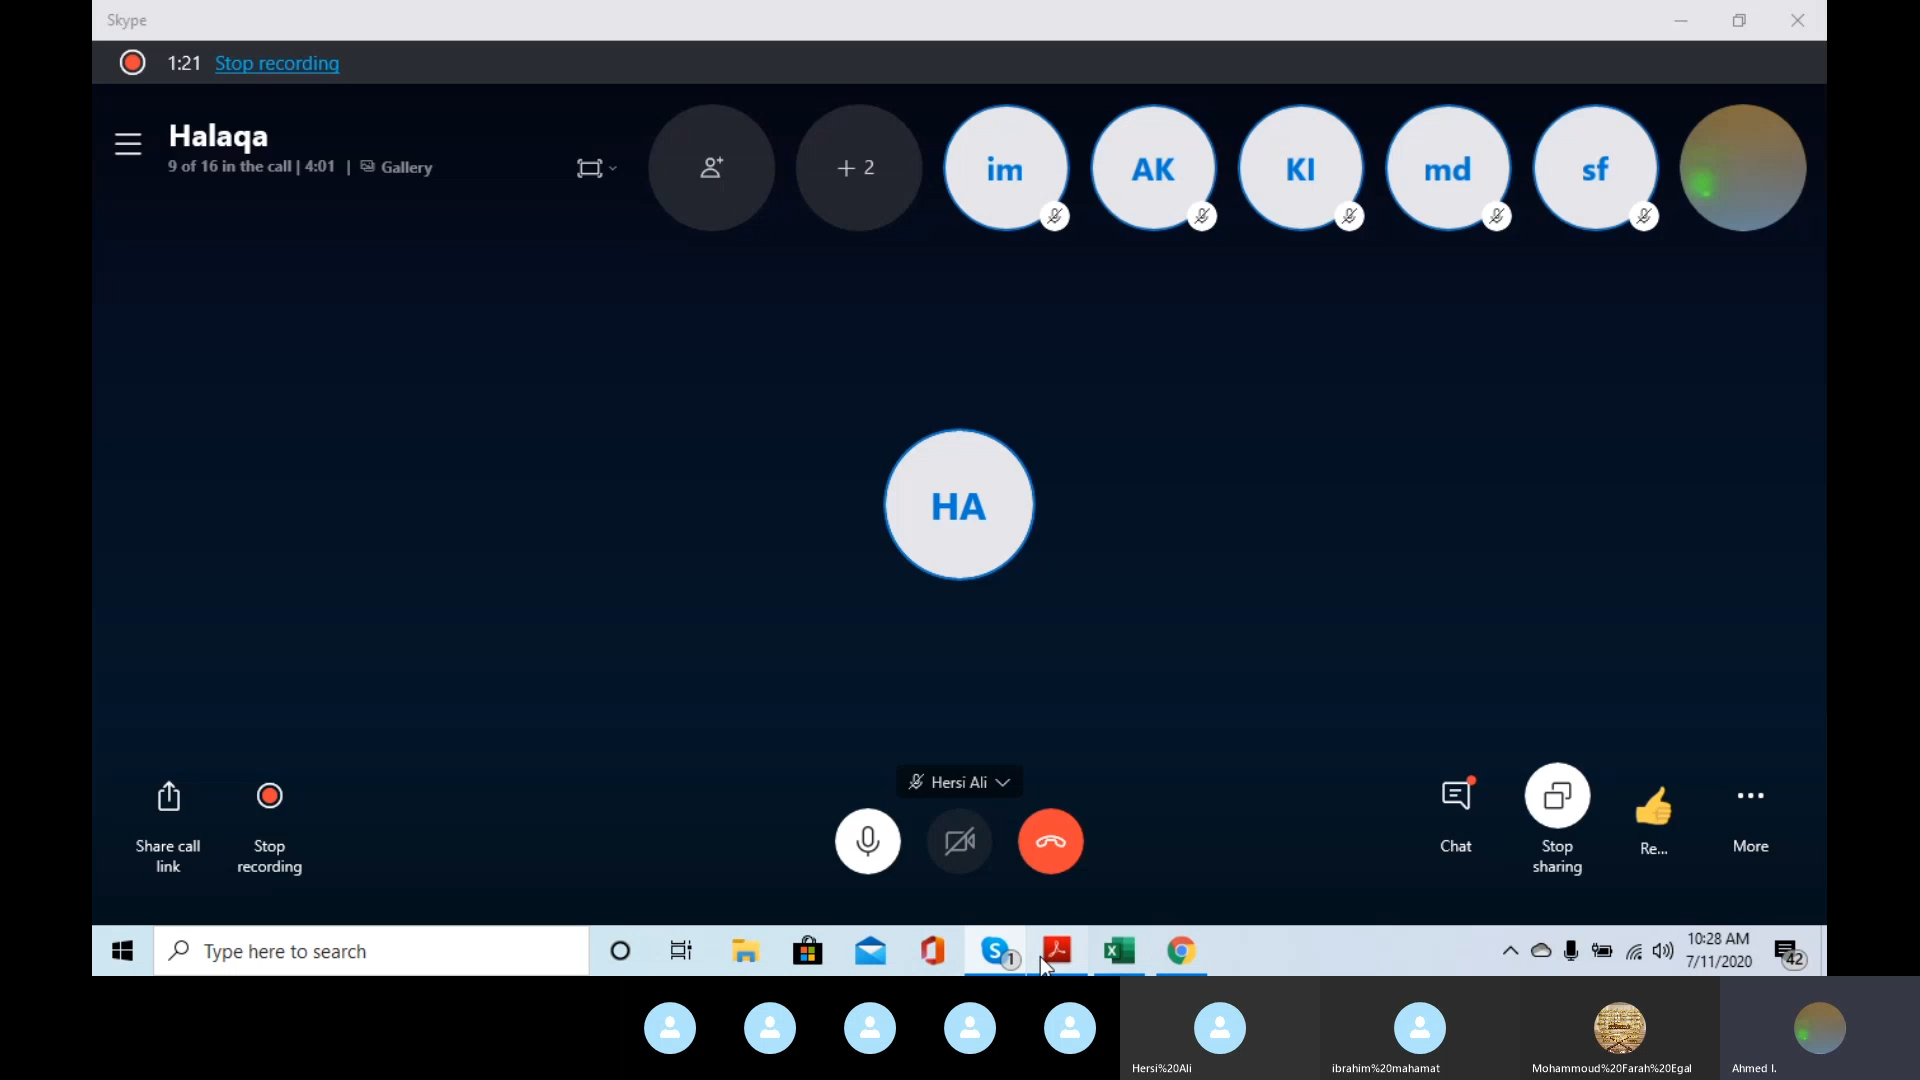 Skype
1:21 Stop recording
Halaqa
9 of 16 in the call | 4:01 | Gallery
+ 2
im
AK
KI
md
sf
HA
Hersi Ali
Share call
link
Stop
recording
Chat
Stop
sharing
Re...
More
Type here to search
1
10:28 AM
7/11/2020
42
Hersi%20Ali
ibrahim%20mahamat
Mohammoud%20Farah%20Egal
Ahmed I.